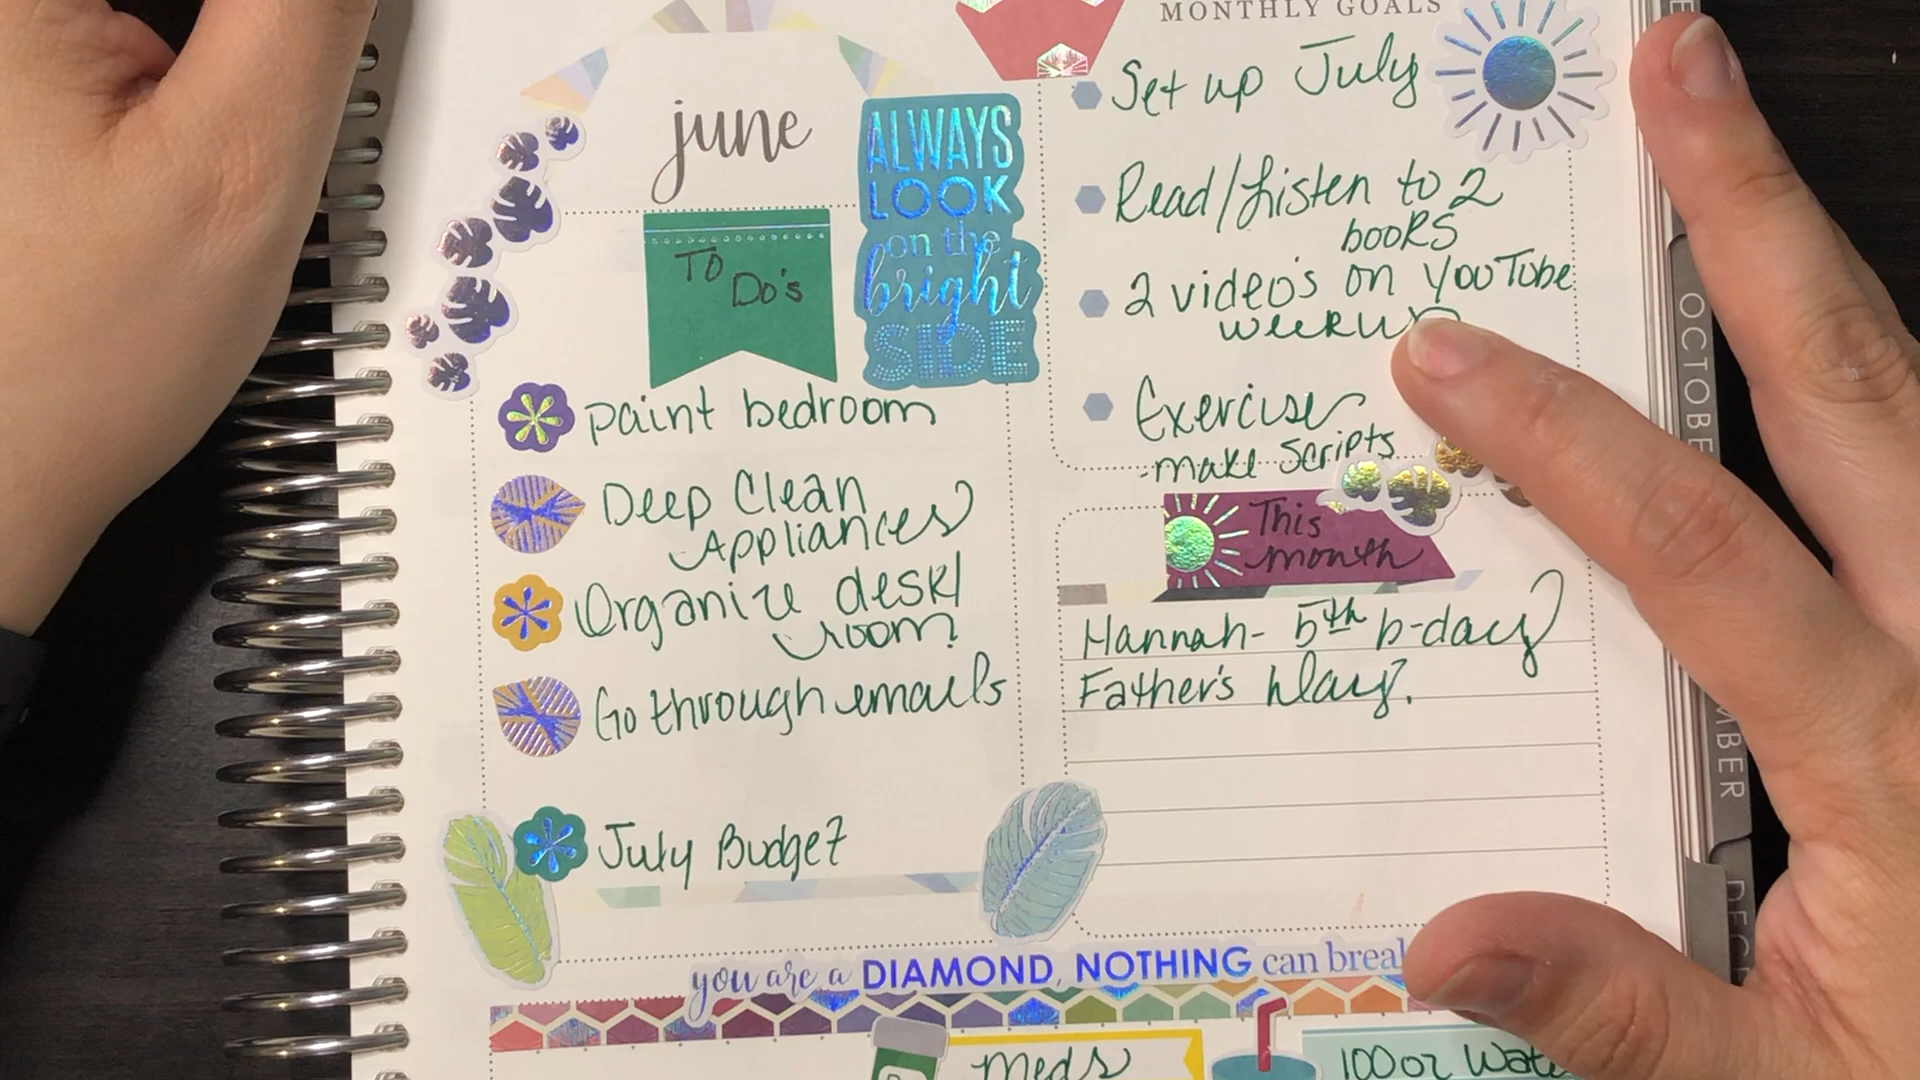 MONTHLY GOALS
june
ALWAYS
LOOK
on the
bright
SIDE
TO
Do's
paint bedroom
Deep Clean
Appliances
Organize desk/
room
Go through emails
July Budget
Set up July
Read/Listen to 2
books
2 video's on YouTube
Exercise
-make scripts
This
month
Hannah- 5th b-day
Father's Day.
you are a DIAMOND, NOTHING can
Meds
100oz
OCTOBER